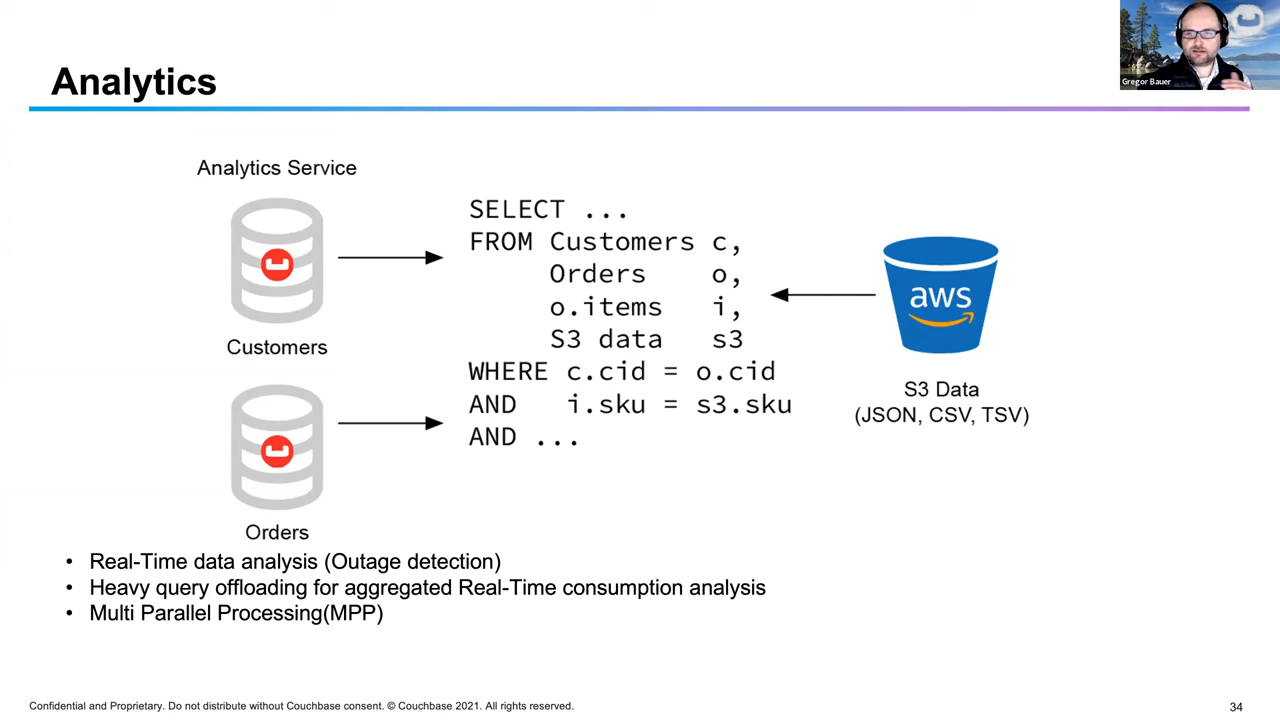 Analytics
Gregor Bauer
Analytics Service
Customers
Orders
SELECT ...
FROM Customers c,
Orders o,
o.items i,
S3 data s3
WHERE c.cid = o.cid
AND i.sku = s3.sku
AND ...
aws
S3 Data
(JSON, CSV, TSV)
• Real-Time data analysis (Outage detection)
• Heavy query offloading for aggregated Real-Time consumption analysis
• Multi Parallel Processing(MPP)
Confidential and Proprietary. Do not distribute without Couchbase consent. © Couchbase 2021. All rights reserved.
34